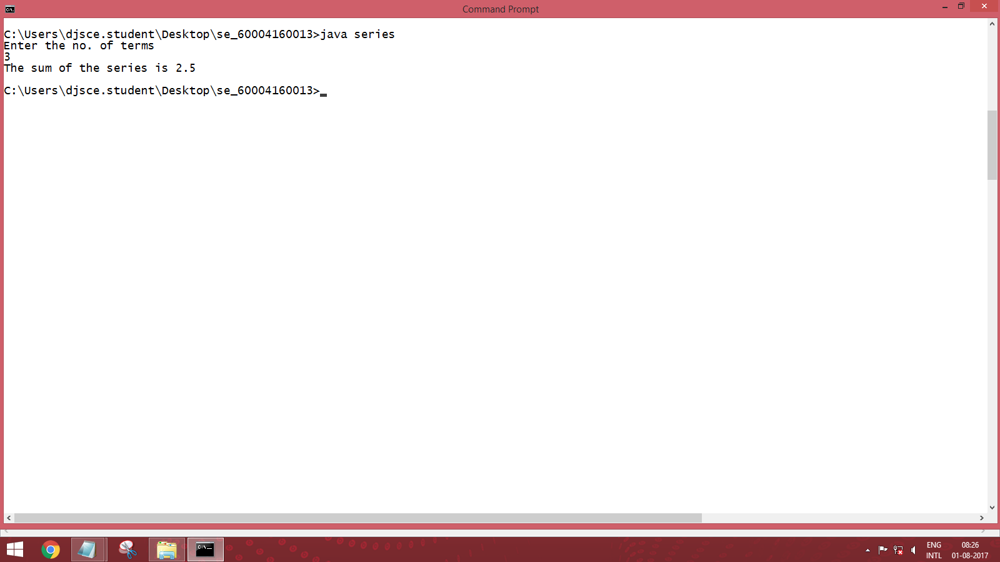 Command Prompt
C:\Users\djsce.student\Desktop\se_60004160013>java series
Enter the no. of terms
3
The sum of the series is 2.5
C:\Users\djsce.student\Desktop\se_60004160013>
ENG 08:26
INTL 01-08-2017